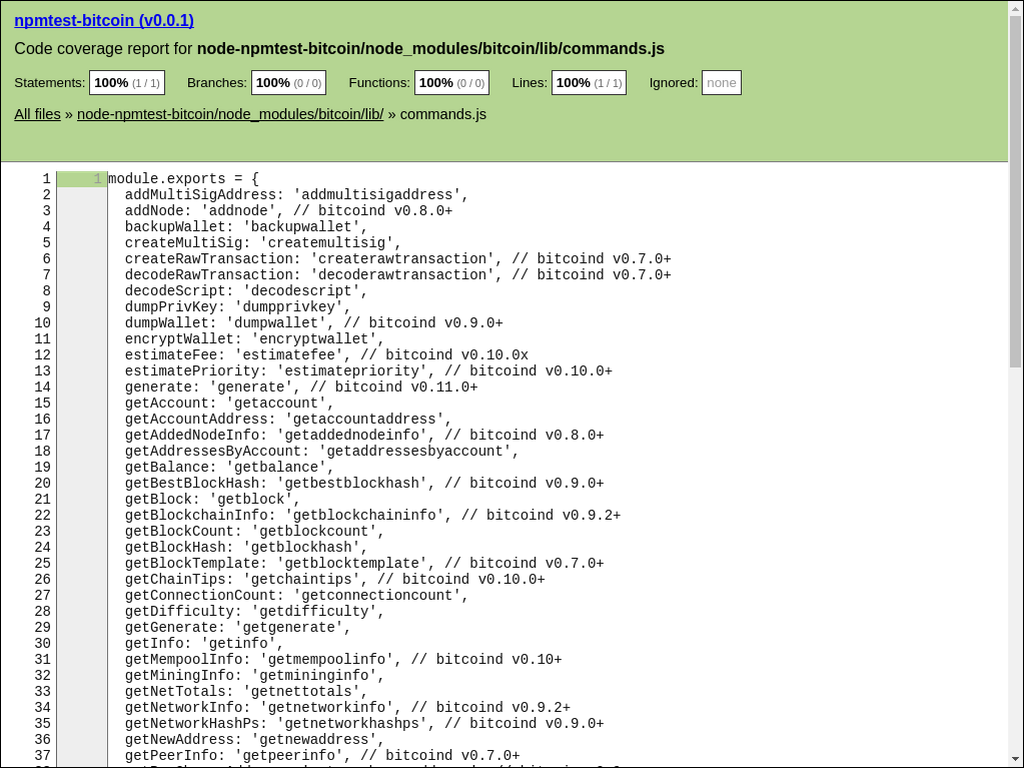 npmtest-bitcoin (v0.0.1)
Code coverage report for node-npmtest-bitcoin/node_modules/bitcoin/lib/commands.js
Statements: 100% (1 / 1) Branches: 100% (0 / 0) Functions: 100% (0 / 0) Lines: 100% (1 / 1) Ignored: none
All files » node-npmtest-bitcoin/node_modules/bitcoin/lib/ » commands.js
1 1 module.exports = {
2 addMultiSigAddress: 'addmultisigaddress',
3 addNode: 'addnode', // bitcoind v0.8.0+
4 backupWallet: 'backupwallet',
5 createMultiSig: 'createmultisig',
6 createRawTransaction: 'createrawtransaction', // bitcoind v0.7.0+
7 decodeRawTransaction: 'decoderawtransaction', // bitcoind v0.7.0+
8 decodeScript: 'decodescript',
9 dumpPrivKey: 'dumpprivkey',
10 dumpWallet: 'dumpwallet', // bitcoind v0.9.0+
11 encryptWallet: 'encryptwallet',
12 estimateFee: 'estimatefee', // bitcoind v0.10.0x
13 estimatePriority: 'estimatepriority', // bitcoind v0.10.0+
14 generate: 'generate', // bitcoind v0.11.0+
15 getAccount: 'getaccount',
16 getAccountAddress: 'getaccountaddress',
17 getAddedNodeInfo: 'getaddednodeinfo', // bitcoind v0.8.0+
18 getAddressesByAccount: 'getaddressesbyaccount',
19 getBalance: 'getbalance',
20 getBestBlockHash: 'getbestblockhash', // bitcoind v0.9.0+
21 getBlock: 'getblock',
22 getBlockchainInfo: 'getblockchaininfo', // bitcoind v0.9.2+
23 getBlockCount: 'getblockcount',
24 getBlockHash: 'getblockhash',
25 getBlockTemplate: 'getblocktemplate', // bitcoind v0.7.0+
26 getChainTips: 'getchaintips', // bitcoind v0.10.0+
27 getConnectionCount: 'getconnectioncount',
28 getDifficulty: 'getdifficulty',
29 getGenerate: 'getgenerate',
30 getInfo: 'getinfo',
31 getMempoolInfo: 'getmempoolinfo', // bitcoind v0.10+
32 getMiningInfo: 'getmininginfo',
33 getNetTotals: 'getnettotals',
34 getNetworkInfo: 'getnetworkinfo', // bitcoind v0.9.2+
35 getNetworkHashPs: 'getnetworkhashps', // bitcoind v0.9.0+
36 getNewAddress: 'getnewaddress',
37 getPeerInfo: 'getpeerinfo', // bitcoind v0.7.0+